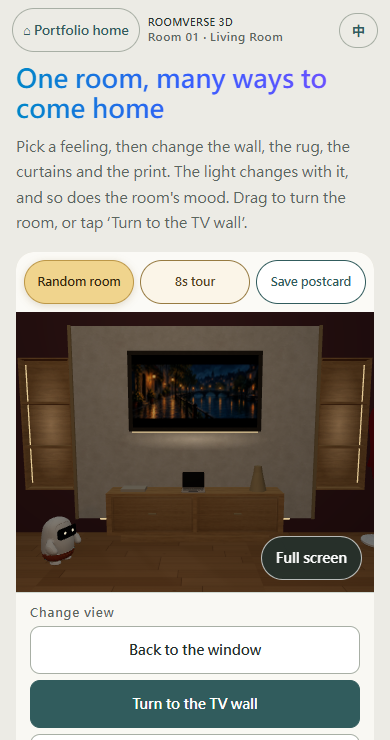 ⌂ Portfolio home
ROOMVERSE 3D
Room 01 · Living Room
中
One room, many ways to
come home
Pick a feeling, then change the wall, the rug, the
curtains and the print. The light changes with it,
and so does the room's mood. Drag to turn the
room, or tap ‘Turn to the TV wall’.
Random room
8s tour
Save postcard
Full screen
Change view
Back to the window
Turn to the TV wall